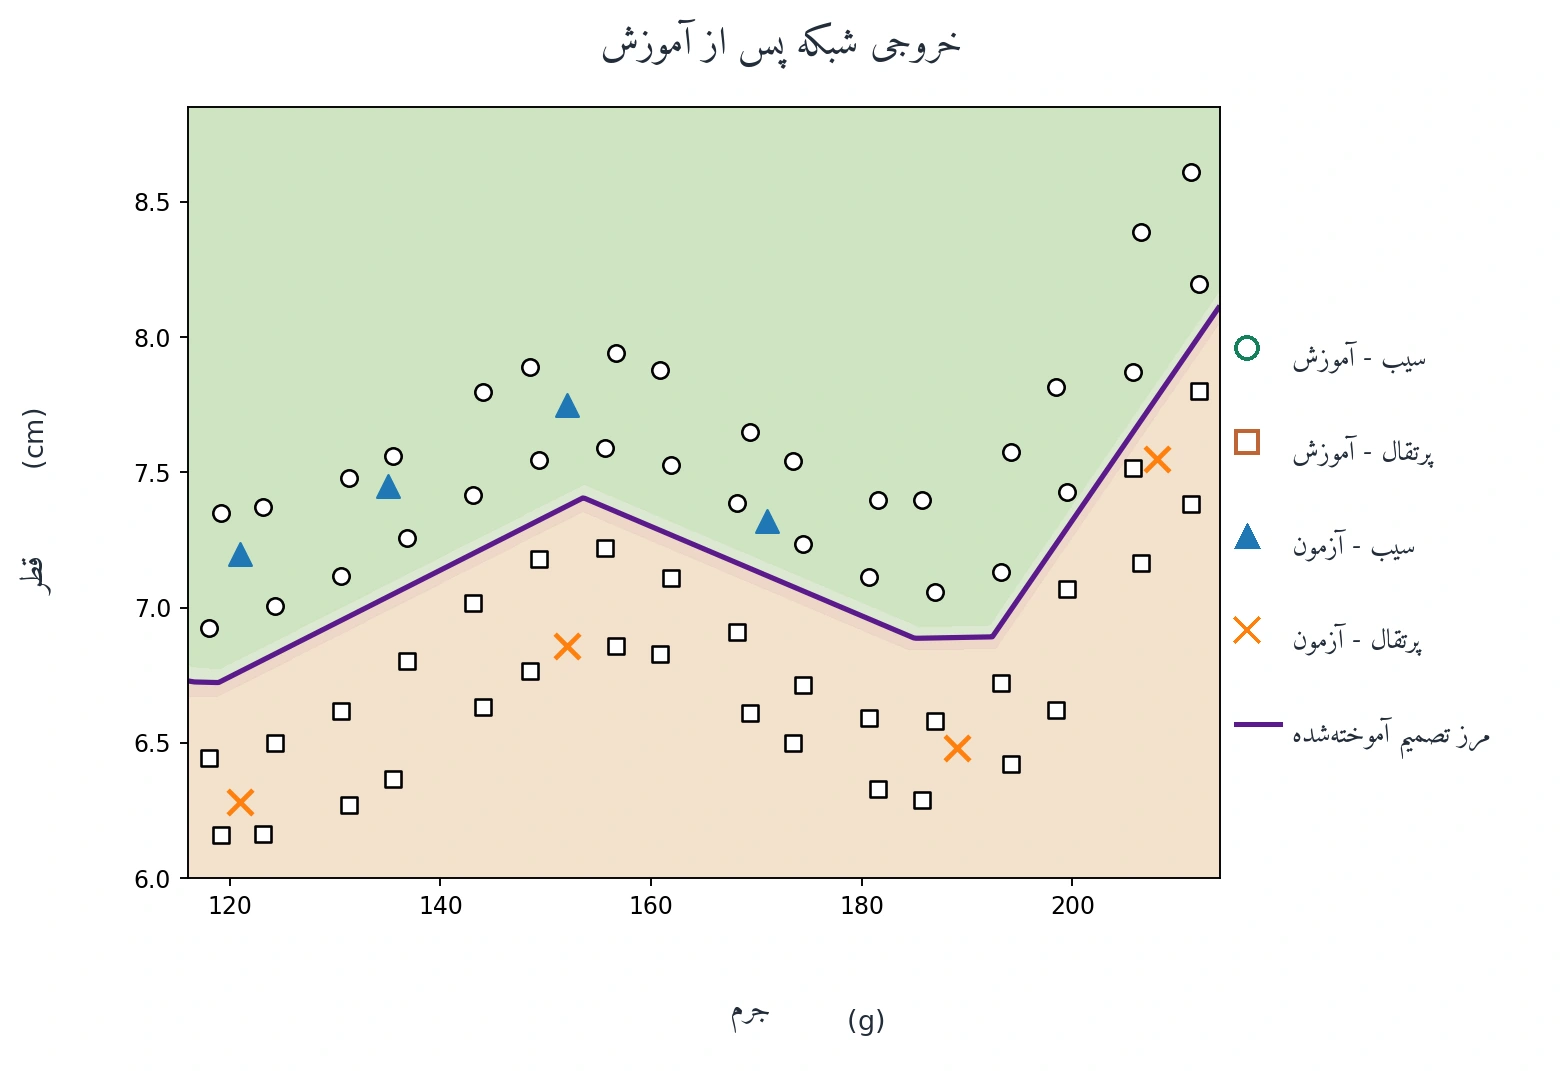 خروجی شبکه پس از آموزش
8.5
8.0
7.5
7.0
6.5
6.0
قطر (cm)
120 140 160 180 200
جرم (g)
سیب - آموزش
پرتقال - آموزش
سیب - آزمون
پرتقال - آزمون
مرز تصمیم آموخته‌شده